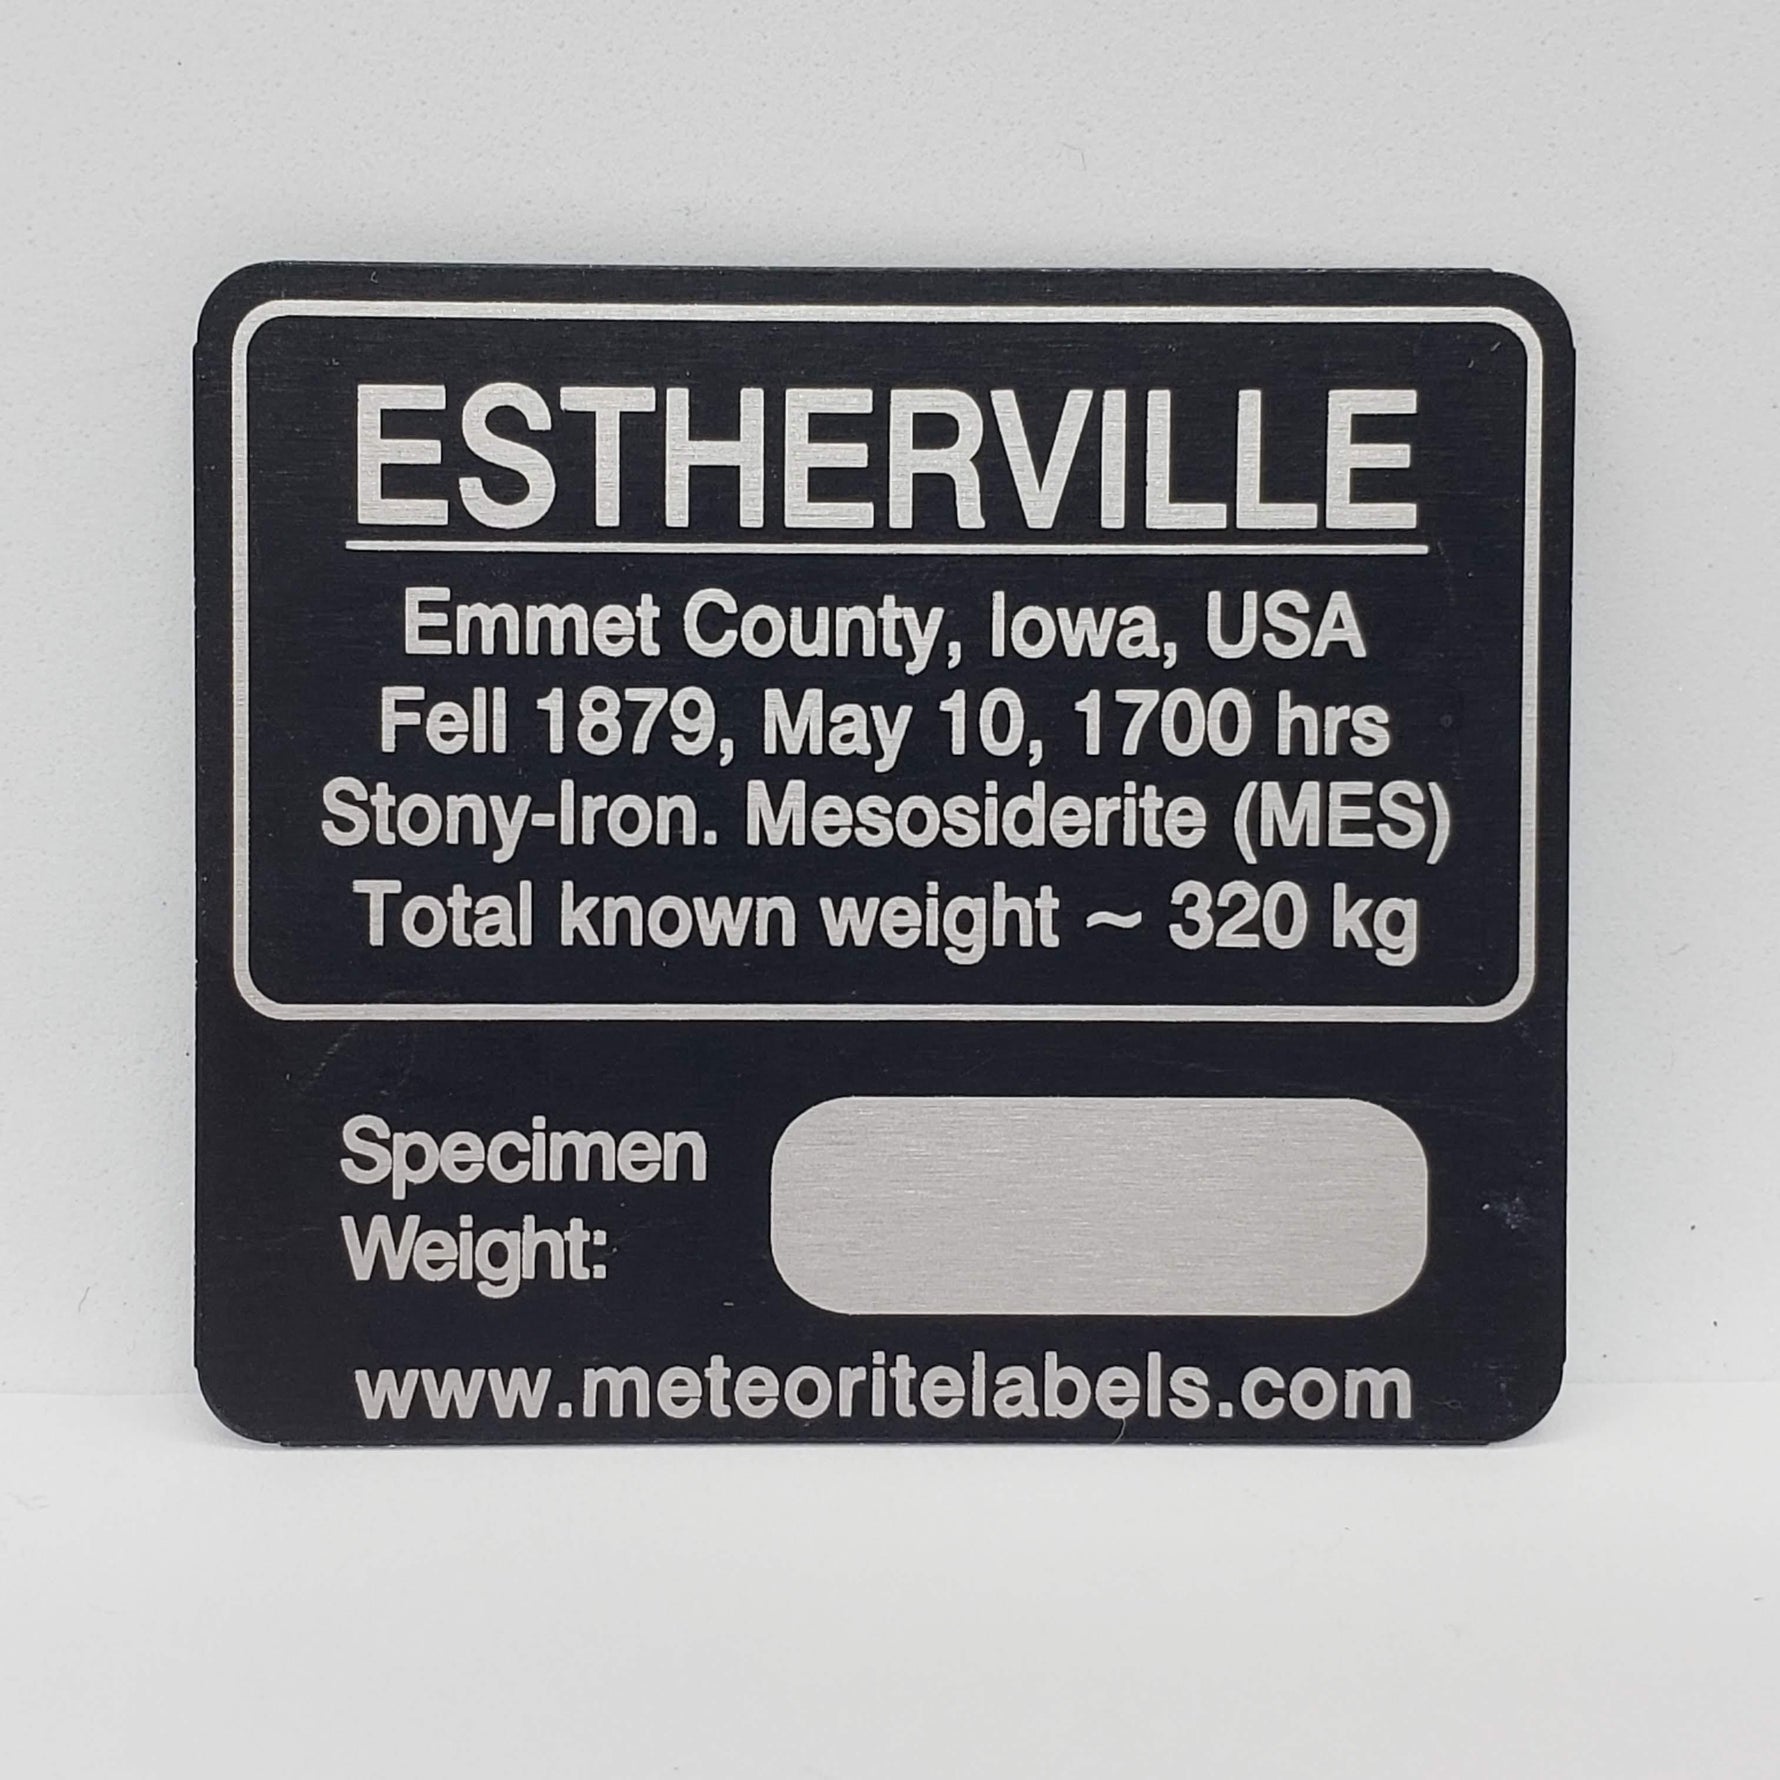 ESTHERVILLE
Emmet County, Iowa, USA
Fell 1879, May 10, 1700 hrs
Stony-Iron. Mesosiderite (MES)
Total known weight ~ 320 kg
Specimen
Weight:
www.meteoritelabels.com